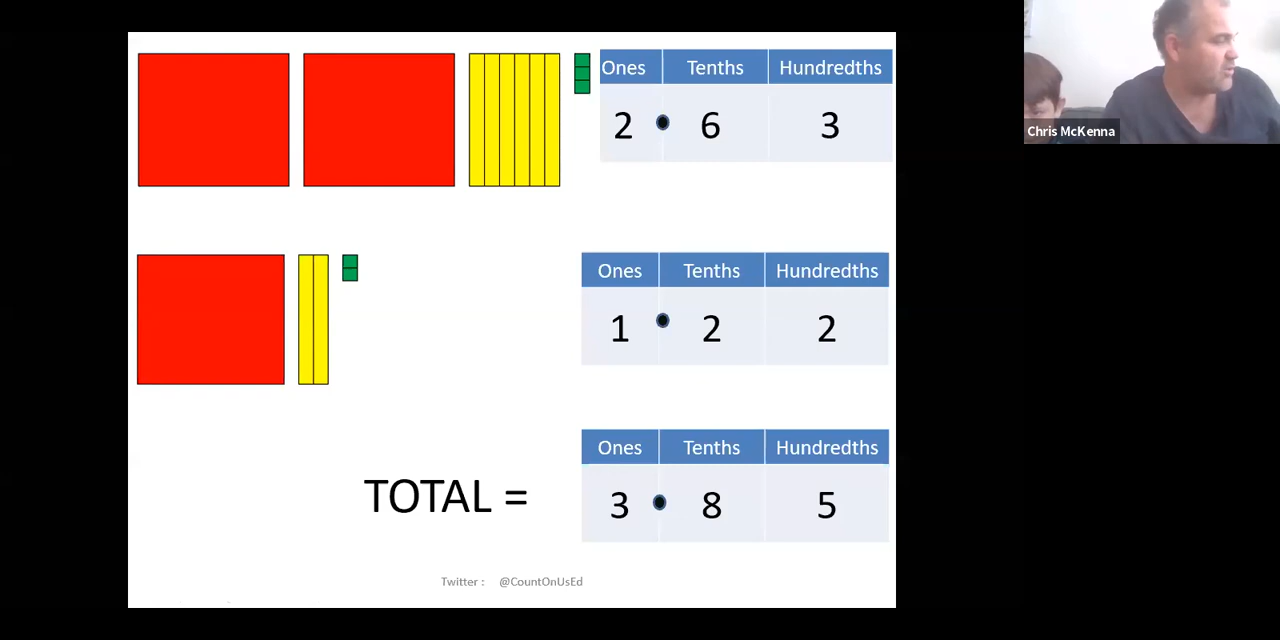 Ones Tenths Hundredths
2 • 6 3
Ones Tenths Hundredths
1 • 2 2
Ones Tenths Hundredths
TOTAL = 3 • 8 5
Twitter : @CountOnUsEd
Chris McKenna